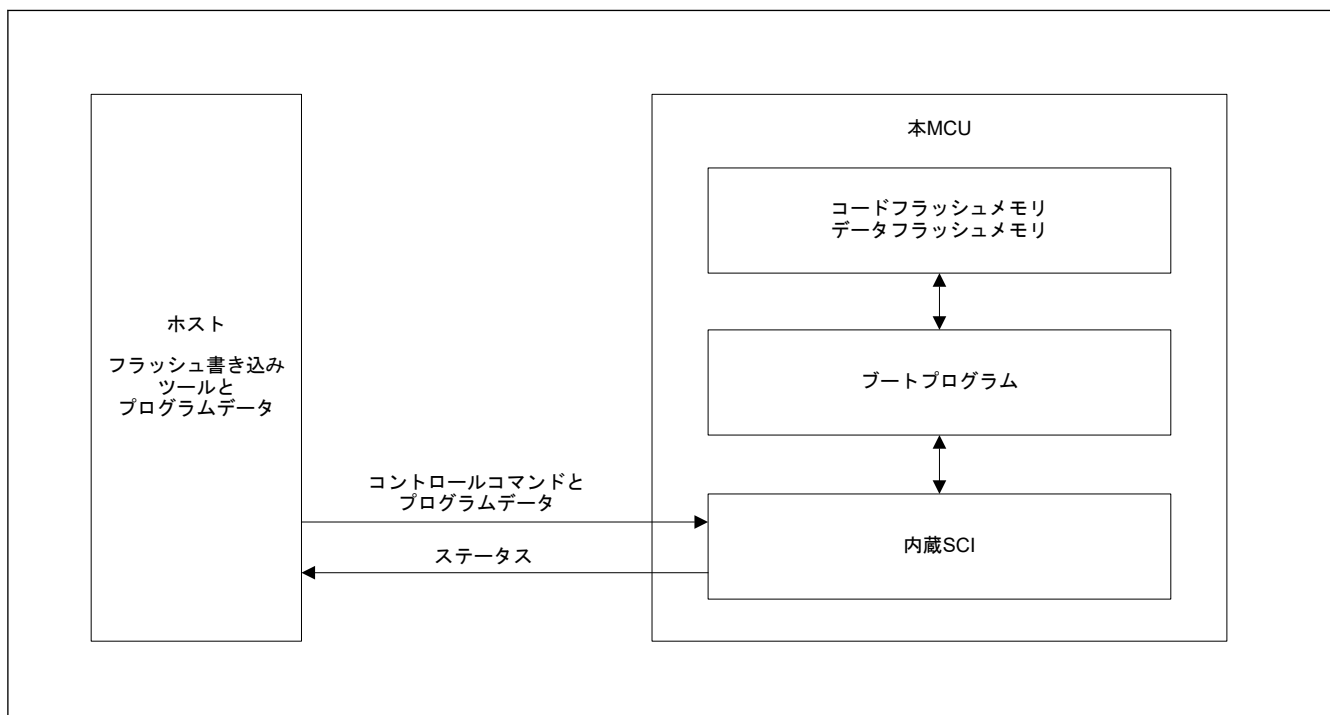 本MCU
コードフラッシュメモリ
データフラッシュメモリ
ホスト
フラッシュ書き込み
ツールと
プログラムデータ
ブートプログラム
コントロールコマンドと
プログラムデータ
内蔵SCI
ステータス